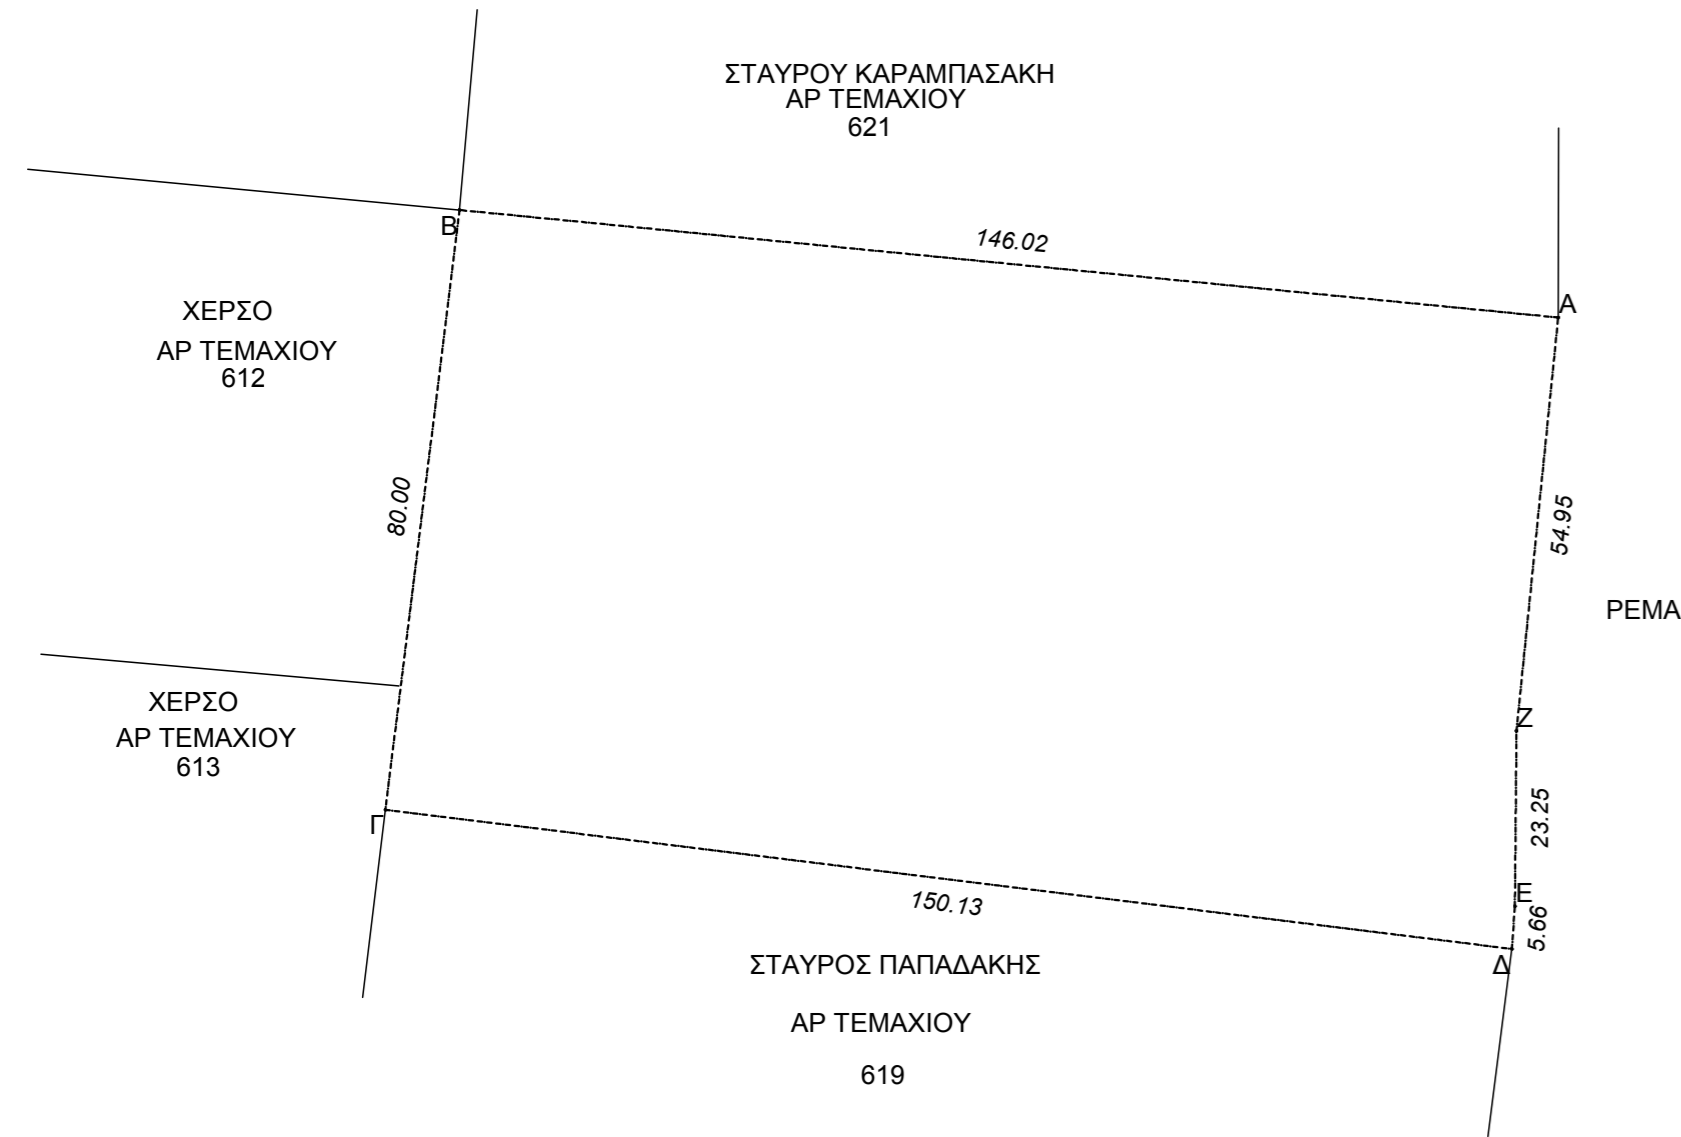 ΣΤΑΥΡΟΥ ΚΑΡΑΜΠΑΣΑΚΗ
ΑΡ ΤΕΜΑΧΙΟΥ
621
Β
146.02
Α
ΧΕΡΣΟ
ΑΡ ΤΕΜΑΧΙΟΥ
612
80.00
54.95
ΡΕΜΑ
ΧΕΡΣΟ
ΑΡ ΤΕΜΑΧΙΟΥ
613
Ζ
Γ
23.25
Ε
150.13
5.66
Δ
ΣΤΑΥΡΟΣ ΠΑΠΑΔΑΚΗΣ
ΑΡ ΤΕΜΑΧΙΟΥ
619